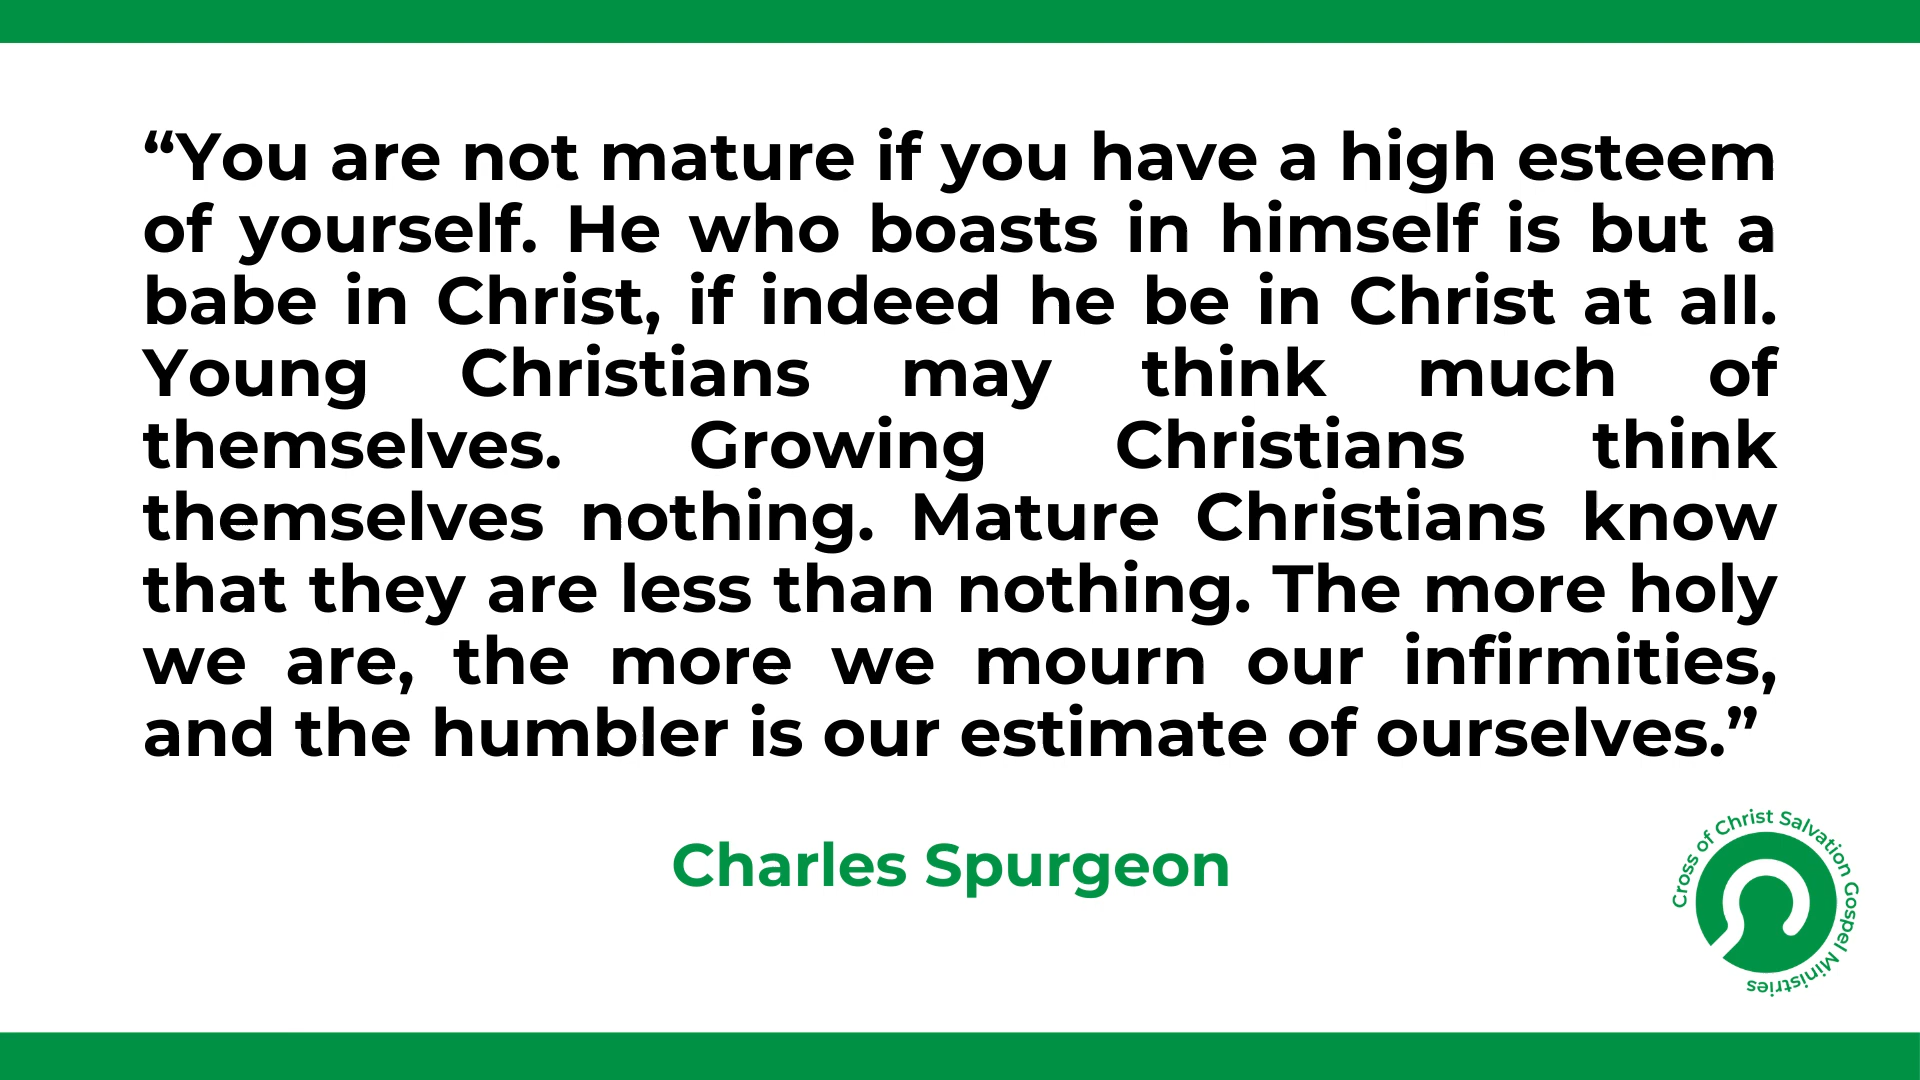 “You are not mature if you have a high esteem
of yourself. He who boasts in himself is but a
babe in Christ, if indeed he be in Christ at all.
Young Christians may think much of
themselves. Growing Christians think
themselves nothing. Mature Christians know
that they are less than nothing. The more holy
we are, the more we mourn our infirmities,
and the humbler is our estimate of ourselves.”
Charles Spurgeon
Cross of Christ Salvation Gospel Ministries